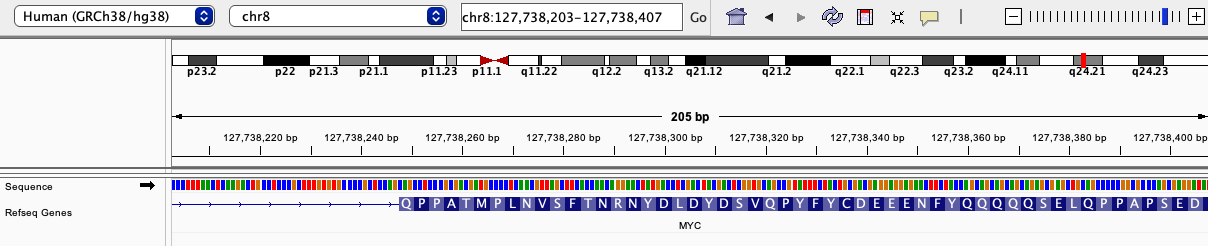 Human (GRCh38/hg38) chr8 chr8:127,738,203-127,738,407 Go
p23.2 p22 p21.3 p21.1 p11.23 p11.1 q11.22 q12.2 q13.2 q21.12 q21.2 q22.1 q22.3 q23.2 q24.11 q24.21 q24.23
205 bp
127,738,220 bp 127,738,240 bp 127,738,260 bp 127,738,280 bp 127,738,300 bp 127,738,320 bp 127,738,340 bp 127,738,360 bp 127,738,380 bp 127,738,400 bp
Sequence
Refseq Genes Q P P A T M P L N V S F T N R N Y D L D Y D S V Q P Y F Y C D E E E N F Y Q Q Q Q Q S E L Q P P A P S E D
MYC